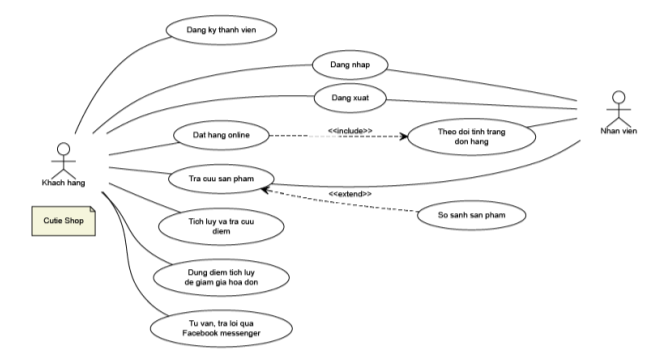 Dang ky thanh vien
Dang nhap
Dang xuat
Dat hang online
<<include>>
Theo doi tinh trang
don hang
Nhan vien
Khach hang
Tra cuu san pham
<<extend>>
So sanh san pham
Cutie Shop
Tich luy va tra cuu
diem
Dung diem tich luy
de giam gia hoa don
Tu van, tra loi qua
Facebook messenger